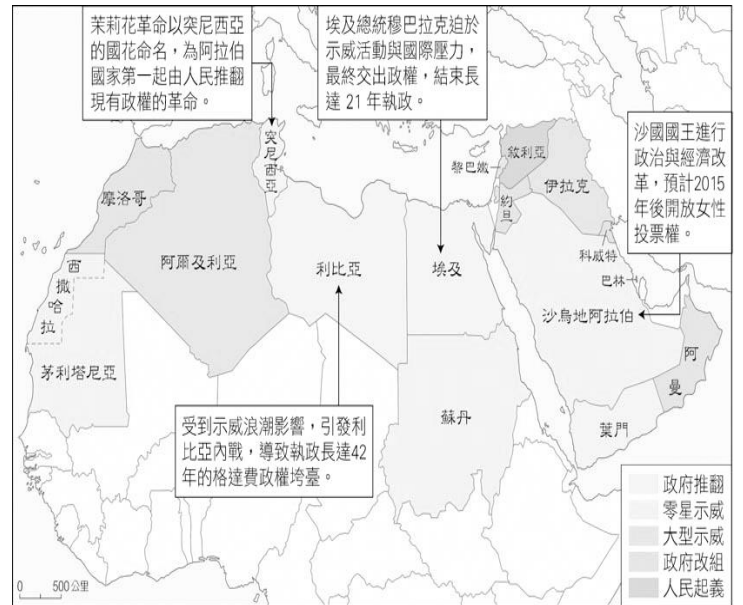 茉莉花革命以突尼西亞
的國花命名，為阿拉伯
國家第一起由人民推翻
現有政權的革命。
埃及總統穆巴拉克迫於
示威活動與國際壓力，
最終交出政權，結束長
達 21 年執政。
沙國國王進行
政治與經濟改
革，預計2015
年後開放女性
投票權。
突尼西亞
敘利亞
黎巴嫩
伊拉克
約旦
摩洛哥
科威特
巴林
阿爾及利亞
利比亞
埃及
西撒哈拉
沙烏地阿拉伯
茅利塔尼亞
阿曼
蘇丹
葉門
受到示威浪潮影響，引發利
比亞內戰，導致執政長達42
年的格達費政權垮臺。
政府推翻
零星示威
大型示威
政府改組
人民起義
0 500公里